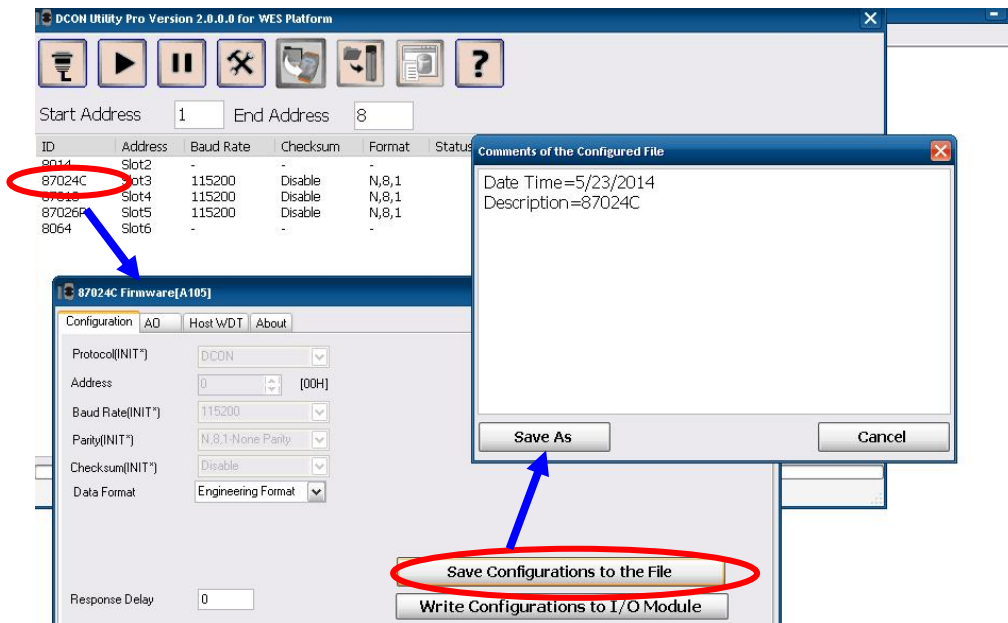 DCON Utility Pro Version 2.0.0.0 for WES Platform
Start Address 1 End Address 8
ID Address Baud Rate Checksum Format Status
8014 Slot2 - - -
87024C Slot3 115200 Disable N,8,1
Slot4 115200 Disable N,8,1
Slot5 115200 Disable N,8,1
8064 Slot6 - - -
Comments of the Configured File
Date Time=5/23/2014
Description=87024C
Save As Cancel
87024C Firmware[A105]
Configuration AO Host WDT About
Protocol(INIT*) DCON
Address 0 [00H]
Baud Rate(INIT*) 115200
Parity(INIT*) N,8,1-None Parity
Checksum(INIT*) Disable
Data Format Engineering Format
Save Configurations to the File
Response Delay 0
Write Configurations to I/O Module